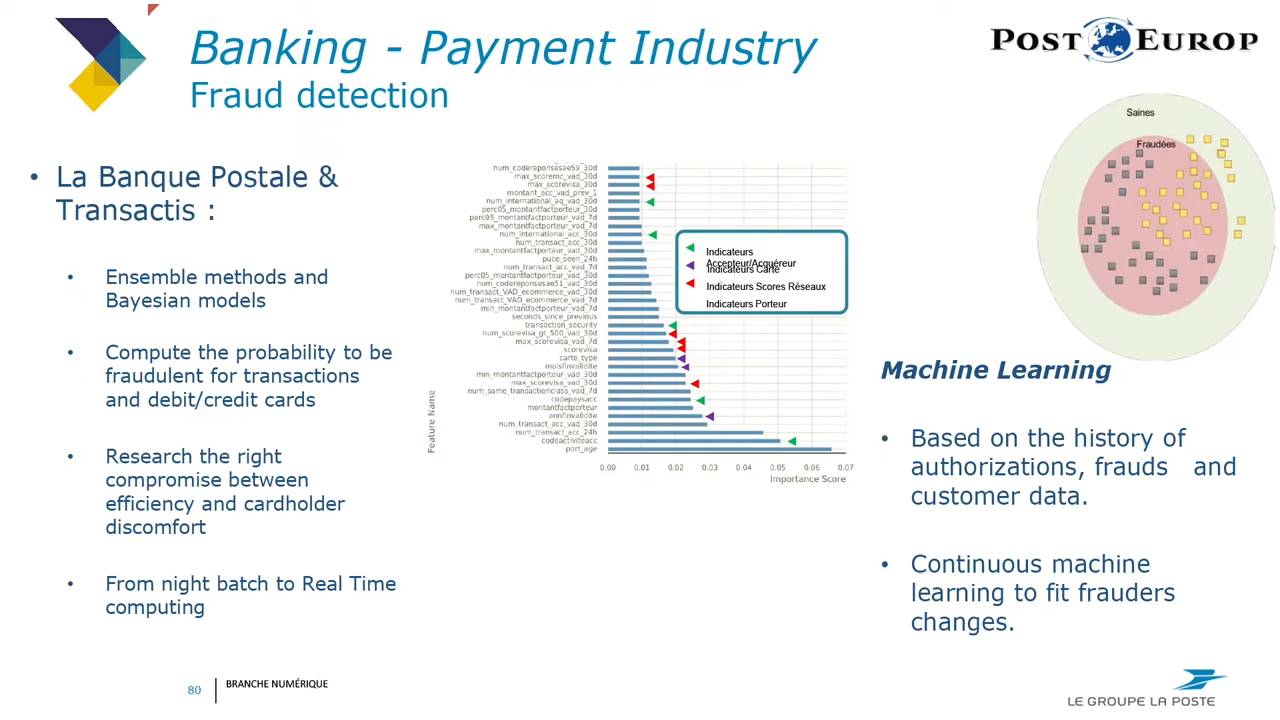 Banking - Payment Industry
Fraud detection
POST EUROP
• La Banque Postale &
Transactis :
• Ensemble methods and
Bayesian models
• Compute the probability to be
fraudulent for transactions
and debit/credit cards
• Research the right
compromise between
efficiency and cardholder
discomfort
• From night batch to Real Time
computing
num_codereponsesae59_30d
max_scoremc_vad_30d
max_scorevisa_30d
montant_acc_vad_prev_1
num_international_aq_vad_30d
perc05_montantfactporteur_30d
perc95_montantfactporteur_vad_7d
max_montantfactporteur_vad_7d
num_international_acc_30d
num_transact_acc_30d
max_montantfactporteur_vad_30d
puce_seen_24h
num_transact_acc_vad_7d
perc05_montantfactporteur_vad_30d
num_codereponsesae51_vad_30d
num_transact_VAD_ecommerce_vad_30d
num_transact_VAD_ecommerce_vad_7d
min_montantfactporteur_vad_7d
seconds_since_previous
transaction_security
num_scorevisa_gt_500_vad_30d
max_scorevisa_vad_7d
scorevisa
carte_type
moisfinvalidite
min_montantfactporteur_vad_30d
max_scorevisa_vad_30d
num_same_transactionclass_vad_7d
codepaysacc
montantfactporteur
annfinvalidite
num_transact_acc_vad_30d
num_transact_acc_24h
codeactiviteacc
port_age
Feature Name
0.00 0.01 0.02 0.03 0.04 0.05 0.06 0.07
Importance Score
Indicateurs
Accepteur/Acquéreur
Indicateurs Carte
Indicateurs Scores Réseaux
Indicateurs Porteur
Saines
Fraudées
Machine Learning
• Based on the history of
authorizations, frauds and
customer data.
• Continuous machine
learning to fit frauders
changes.
80
BRANCHE NUMÉRIQUE
LE GROUPE LA POSTE